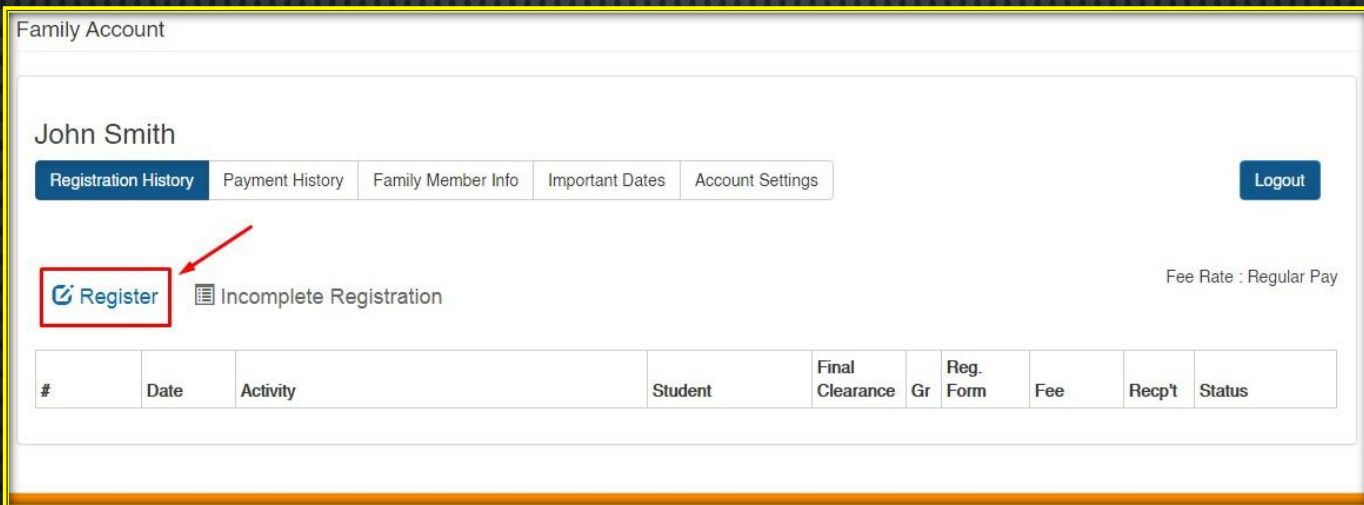 Family Account
John Smith
Registration History Payment History Family Member Info Important Dates Account Settings Logout
Register Incomplete Registration Fee Rate : Regular Pay
# Date Activity Student Final Clearance Gr Reg. Form Fee Recp't Status